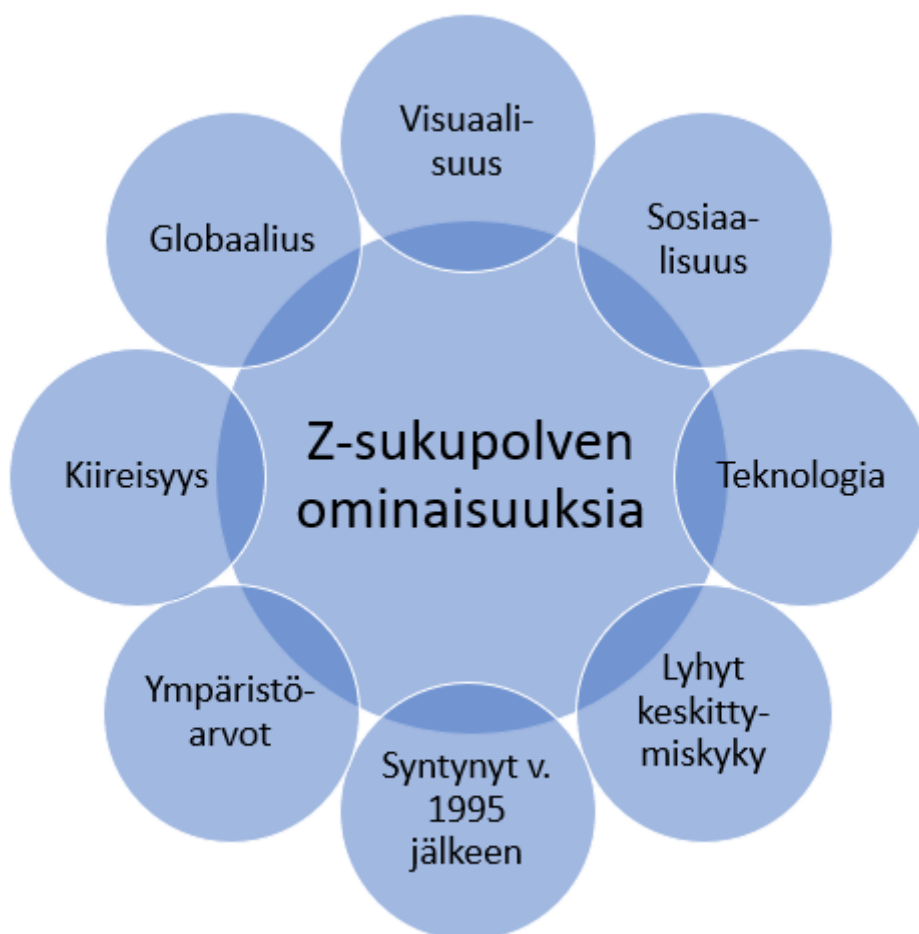 Visuaali-
suus
Sosiaa-
lisuus
Teknologia
Lyhyt
keskitty-
miskyky
Syntynyt v.
1995
jälkeen
Ympäristö-
arvot
Kiireisyys
Globaalius
Z-sukupolven
ominaisuuksia